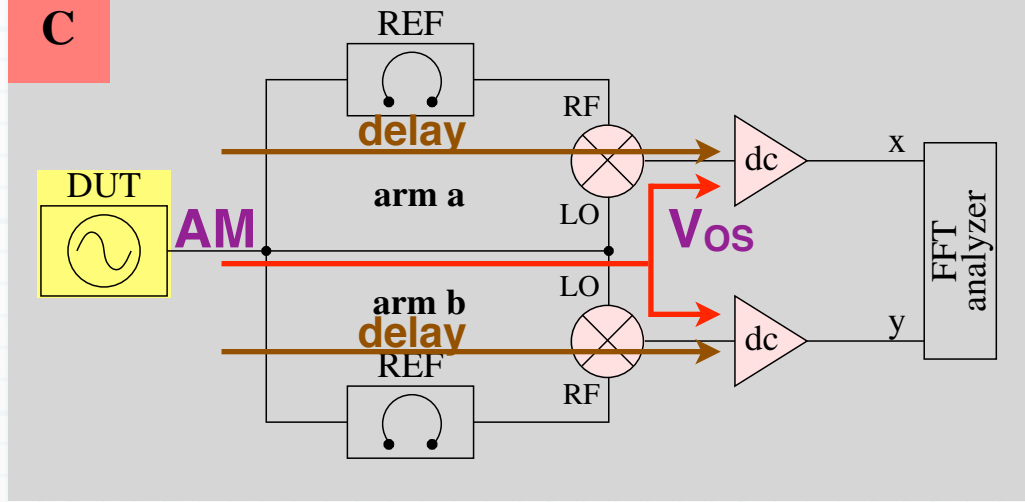 C
REF
delay
RF
dc
x
arm a
DUT
AM
LO
VOS
FFT
analyzer
LO
arm b
delay
dc
y
REF
RF